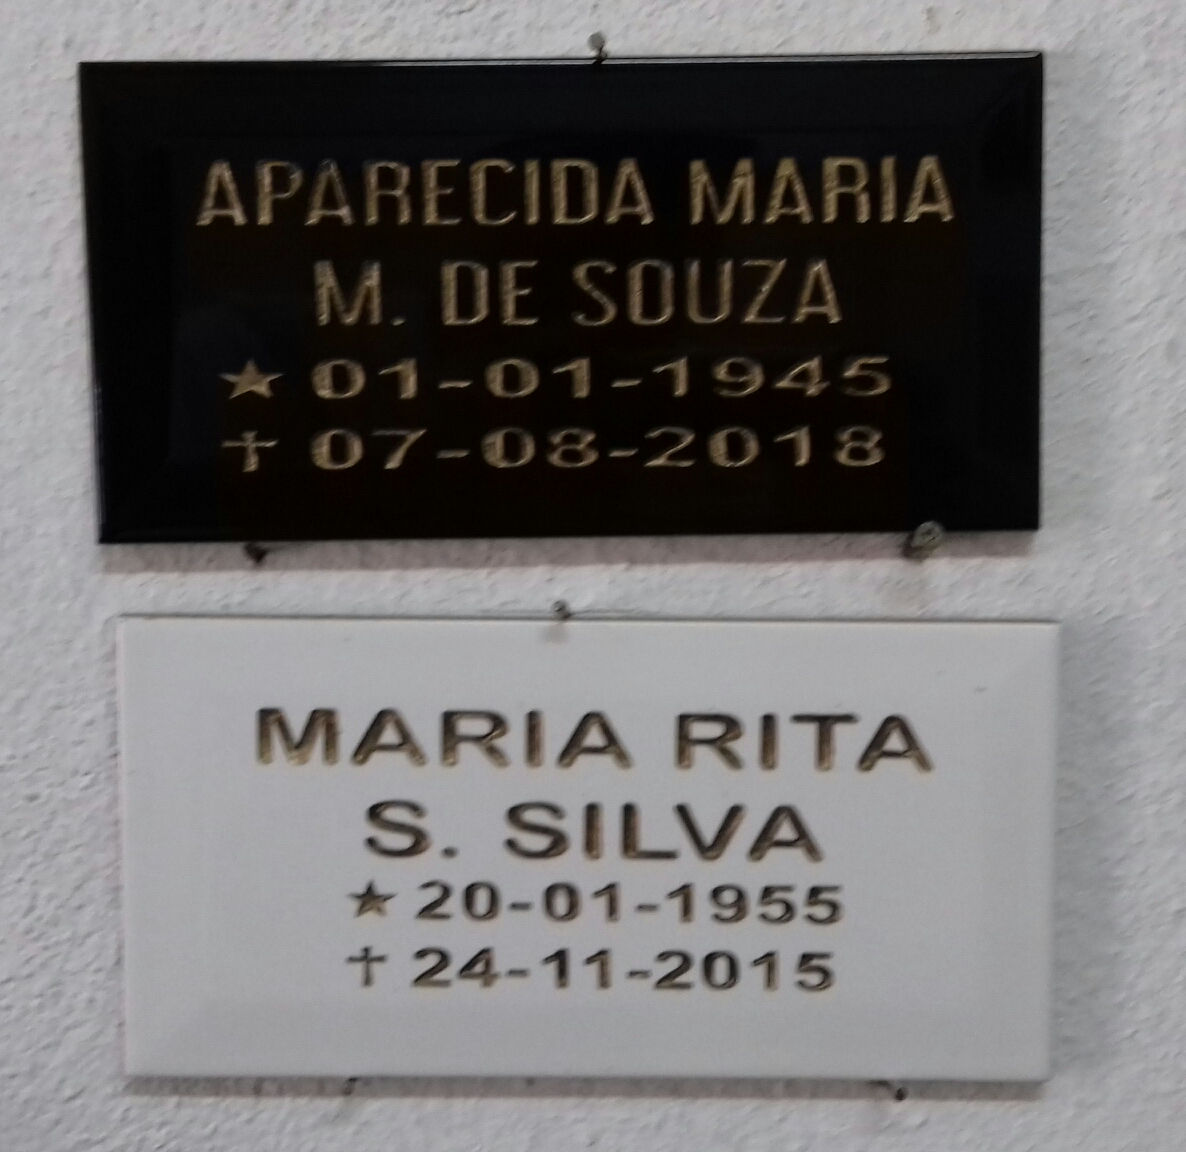 APARECIDA MARIA
M. DE SOUZA
★ 01-01-1945
✝ 07-08-2018
MARIA RITA
S. SILVA
★ 20-01-1955
✝ 24-11-2015